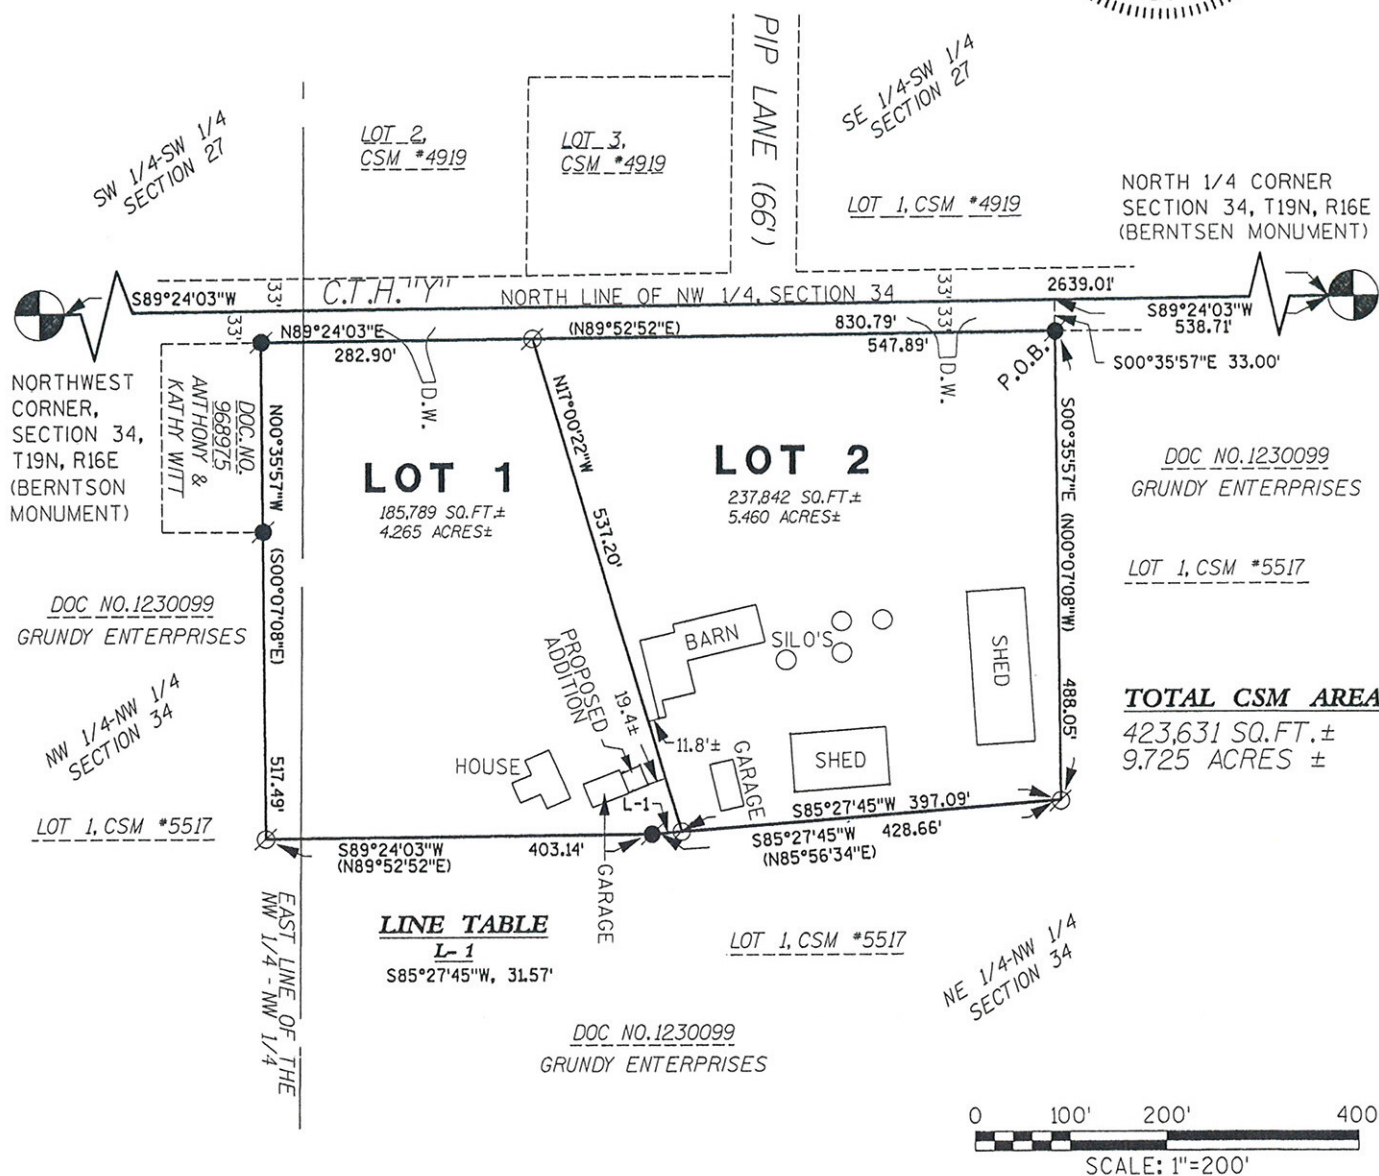 PIP LANE (66')
SW 1/4-SW 1/4
SECTION 27
LOT 2,
CSM *4919
LOT 3,
CSM *4919
SE 1/4-SW 1/4
SECTION 27
LOT 1, CSM *4919
NORTH 1/4 CORNER
SECTION 34, T19N, R16E
(BERNTSEN MONUMENT)
S89°24'03"W
33'
33'
C.T.H. "Y"
NORTH LINE OF NW 1/4, SECTION 34
33'
33'
2639.01'
S89°24'03"W
538.71'
N89°24'03"E
282.90'
(N89°52'52"E)
830.79'
547.89'
P.O.B.
S00°35'57"E 33.00'
D.W.
D.W.
NORTHWEST
CORNER,
SECTION 34,
T19N, R16E
(BERNTSON
MONUMENT)
DOC. NO.
968975
ANTHONY &
KATHY WITT
N00°35'57"W
(S00°07'08"E)
517.49'
LOT 1
185,789 SQ.FT.±
4.265 ACRES±
N17°00'22"W
537.20'
LOT 2
237,842 SQ.FT.±
5.460 ACRES±
S00°35'57"E (N00°07'08"W)
488.05'
DOC NO.1230099
GRUNDY ENTERPRISES
LOT 1, CSM *5517
DOC NO.1230099
GRUNDY ENTERPRISES
NW 1/4-NW 1/4
SECTION 34
LOT 1, CSM *5517
BARN
SILO'S
SHED
SHED
PROPOSED
ADDITION
19.4±
11.8'±
HOUSE
GARAGE
L-1
GARAGE
TOTAL CSM AREA
423,631 SQ.FT.±
9.725 ACRES ±
S85°27'45"W 397.09'
S85°27'45"W 428.66'
(N85°56'34"E)
S89°24'03"W 403.14'
(N89°52'52"E)
EAST LINE OF THE
NW 1/4 - NW 1/4
LINE TABLE
L-1
S85°27'45"W, 31.57'
LOT 1, CSM *5517
NE 1/4-NW 1/4
SECTION 34
DOC NO.1230099
GRUNDY ENTERPRISES
0 100' 200' 400
SCALE: 1"=200'